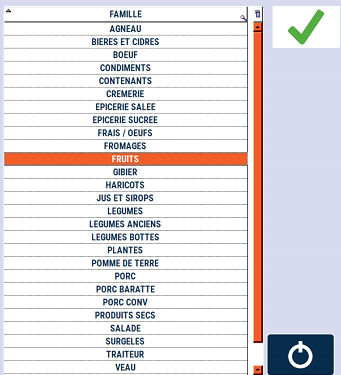 FAMILLE
AGNEAU
BIERES ET CIDRES
BOEUF
CONDIMENTS
CONTENANTS
CREMERIE
EPICERIE SALEE
EPICERIE SUCREE
FRAIS / OEUFS
FROMAGES
FRUITS
GIBIER
HARICOTS
JUS ET SIROPS
LEGUMES
LEGUMES ANCIENS
LEGUMES BOTTES
PLANTES
POMME DE TERRE
PORC
PORC BARATTE
PORC CONV
PRODUITS SECS
SALADE
SURGELES
TRAITEUR
VEAU